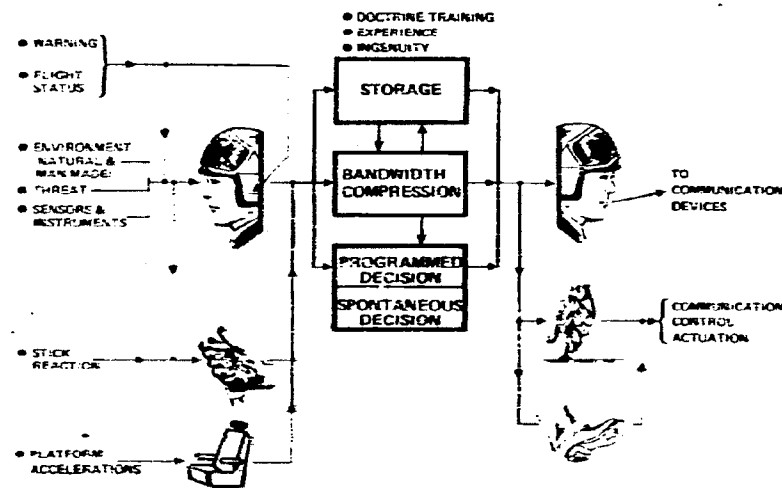 ● DOCTRINE TRAINING
● EXPERIENCE
● INGENUITY
● WARNING
● FLIGHT
STATUS
● ENVIRONMENT
NATURAL &
MAN MADE
● THREAT
● SENSORS &
INSTRUMENTS
● STICK
REACTION
● PLATFORM
ACCELERATIONS
STORAGE
BANDWIDTH
COMPRESSION
PROGRAMMED
DECISION
SPONTANEOUS
DECISION
TO
COMMUNICATION
DEVICES
COMMUNICATION
CONTROL
ACTUATION